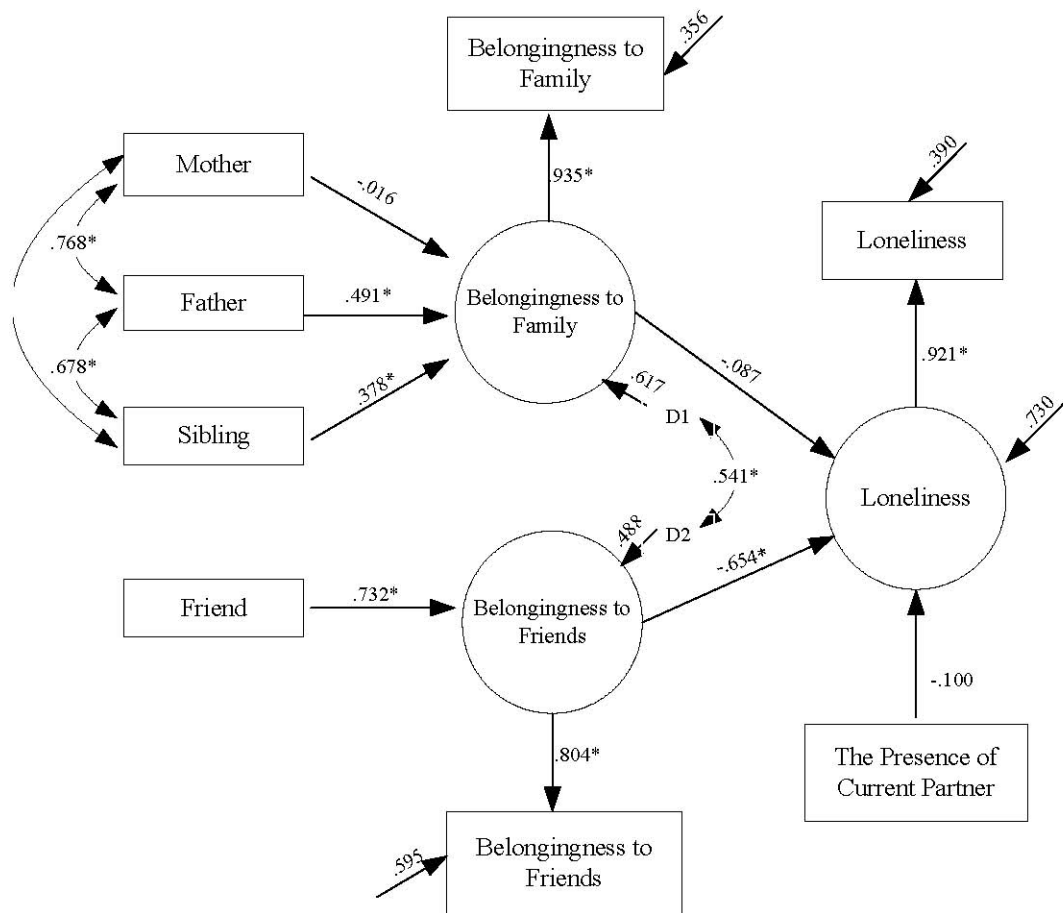 Belongingness to
Family
.356
Mother
.935*
-.016
.390
Loneliness
.768*
Father
.491*
Belongingness to
Family
.921*
.678*
.378*
-.087
.617
D1
Sibling
.730
.541*
Loneliness
.488
D2
-.654*
Friend
.732*
Belongingness to
Friends
-.100
.804*
The Presence of
Current Partner
.595
Belongingness to
Friends